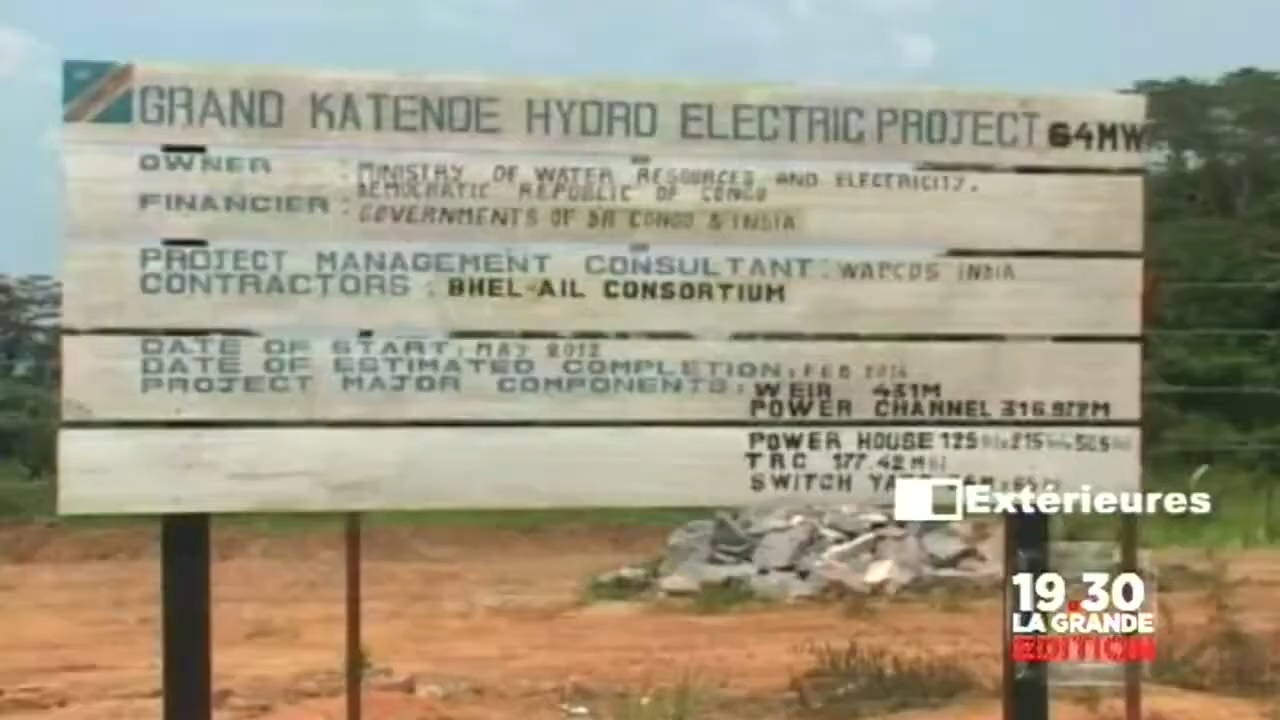 GRAND KATENDE HYDRO ELECTRIC PROJECT 64MW
OWNER : MINISTRY OF WATER RESOURCES AND ELECTRICITY.
DEMOCRATIC REPUBLIC OF CONGO
FINANCIER : GOVERNMENTS OF DR CONGO & INDIA
PROJECT MANAGEMENT CONSULTANT : WAPCOS INDIA
CONTRACTORS : BHEL-AIL CONSORTIUM
DATE OF START: MAY 2012
DATE OF ESTIMATED COMPLETION: FEB
PROJECT MAJOR COMPONENTS: WEIR 431M
POWER CHANNEL 316.972M
POWER HOUSE
TRC 177.42M
SWITCH
Extérieures
19.30
LA GRANDE
EDITION